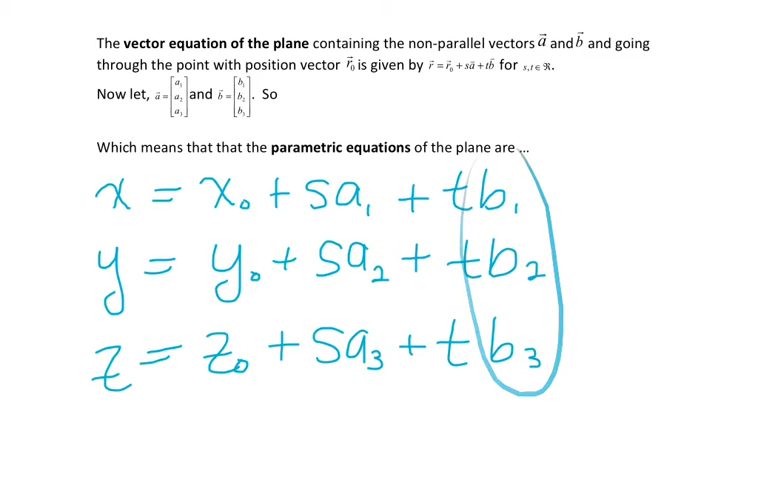 The vector equation of the plane containing the non-parallel vectors a⃗ and b⃗ and going
through the point with position vector r⃗₀ is given by r⃗ = r⃗₀ + sa⃗ + tb⃗ for s,t ∈ ℜ.
Now let, a⃗ = [a₁ a₂ a₃] and b⃗ = [b₁ b₂ b₃]. So
Which means that that the parametric equations of the plane are ...
x = x₀ + sa₁ + tb₁
y = y₀ + sa₂ + tb₂
z = z₀ + sa₃ + tb₃